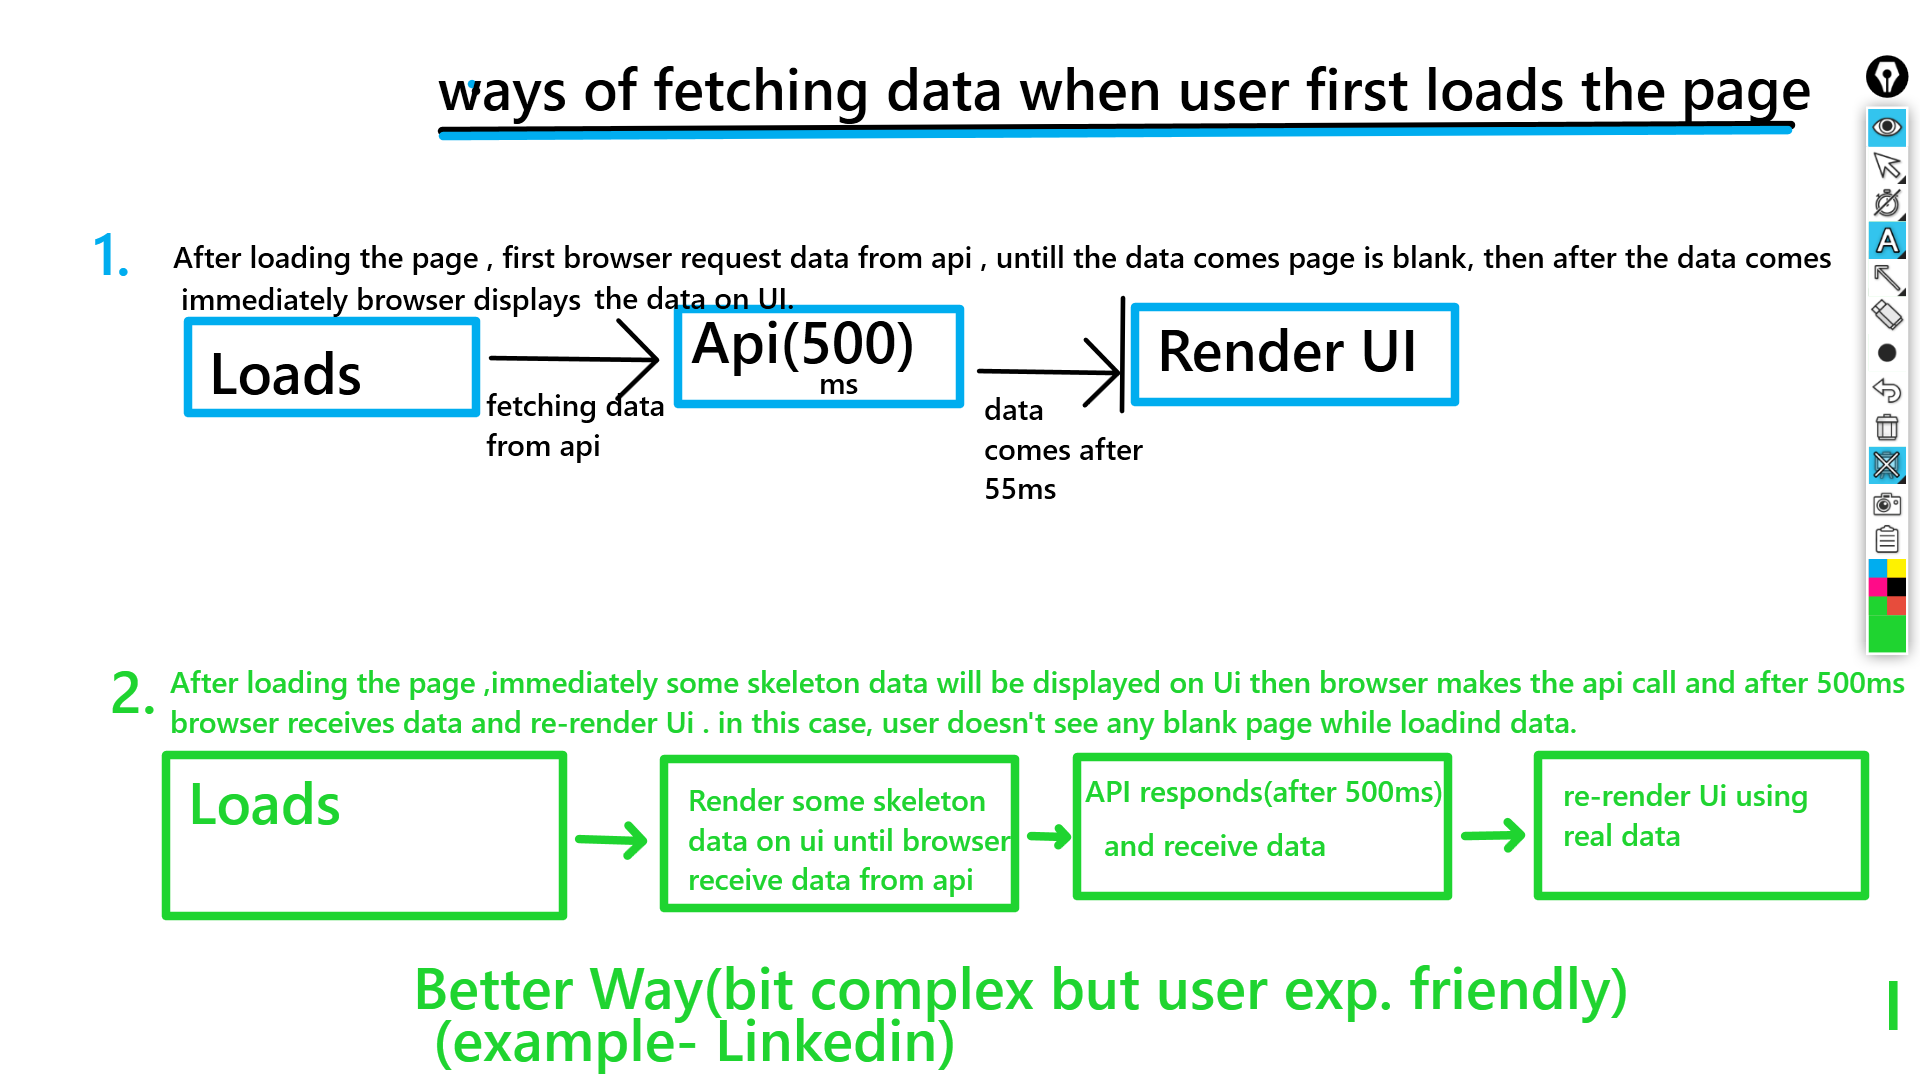 ways of fetching data when user first loads the page
1.
After loading the page , first browser request data from api , untill the data comes page is blank, then after the data comes
immediately browser displays the data on UI.
Loads
fetching data
from api
Api(500)
ms
data
comes after
55ms
Render UI
2.
After loading the page ,immediately some skeleton data will be displayed on Ui then browser makes the api call and after 500ms
browser receives data and re-render Ui . in this case, user doesn't see any blank page while loadind data.
Loads
Render some skeleton
data on ui until browser
receive data from api
API responds(after 500ms)
and receive data
re-render Ui using
real data
Better Way(bit complex but user exp. friendly)
(example- Linkedin)
A